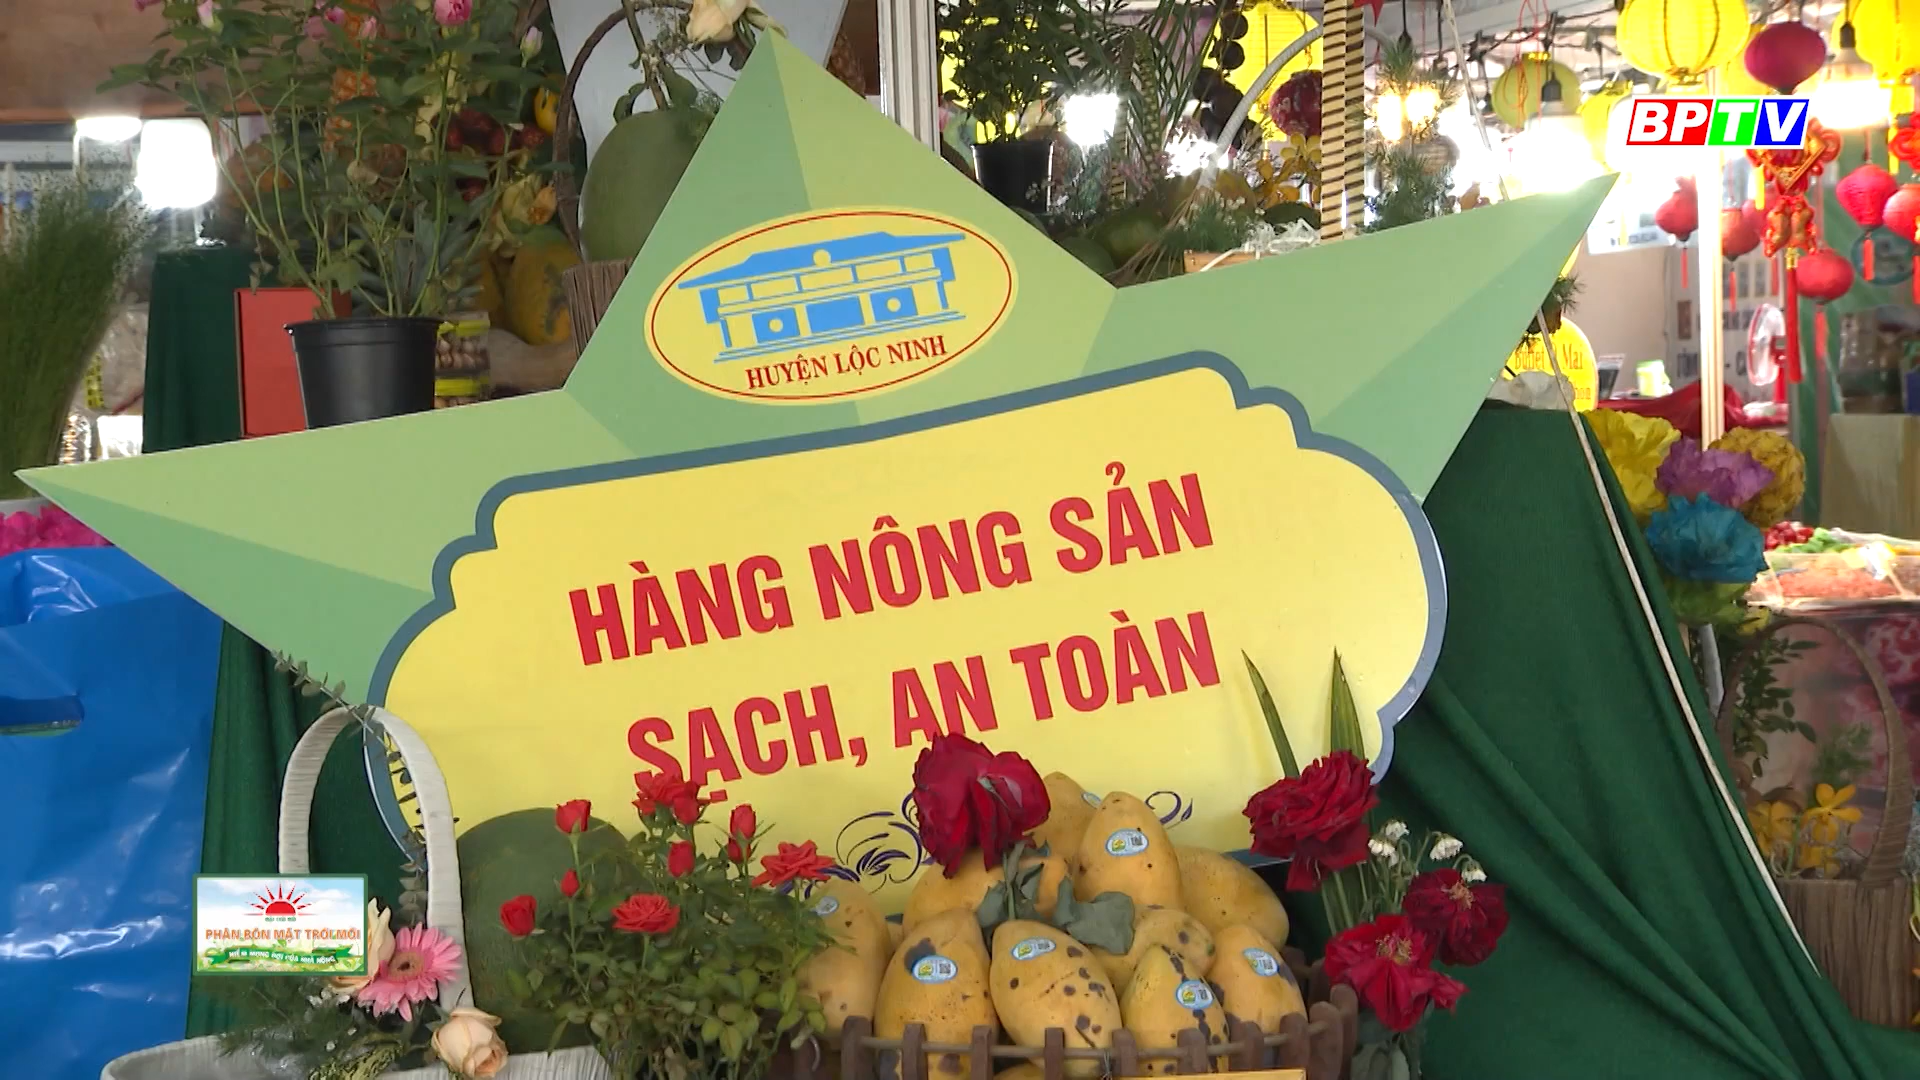 BPTV
HUYỆN LỘC NINH
HÀNG NÔNG SẢN
SẠCH, AN TOÀN
PHÂN BÓN MẶT TRỜI MỚI